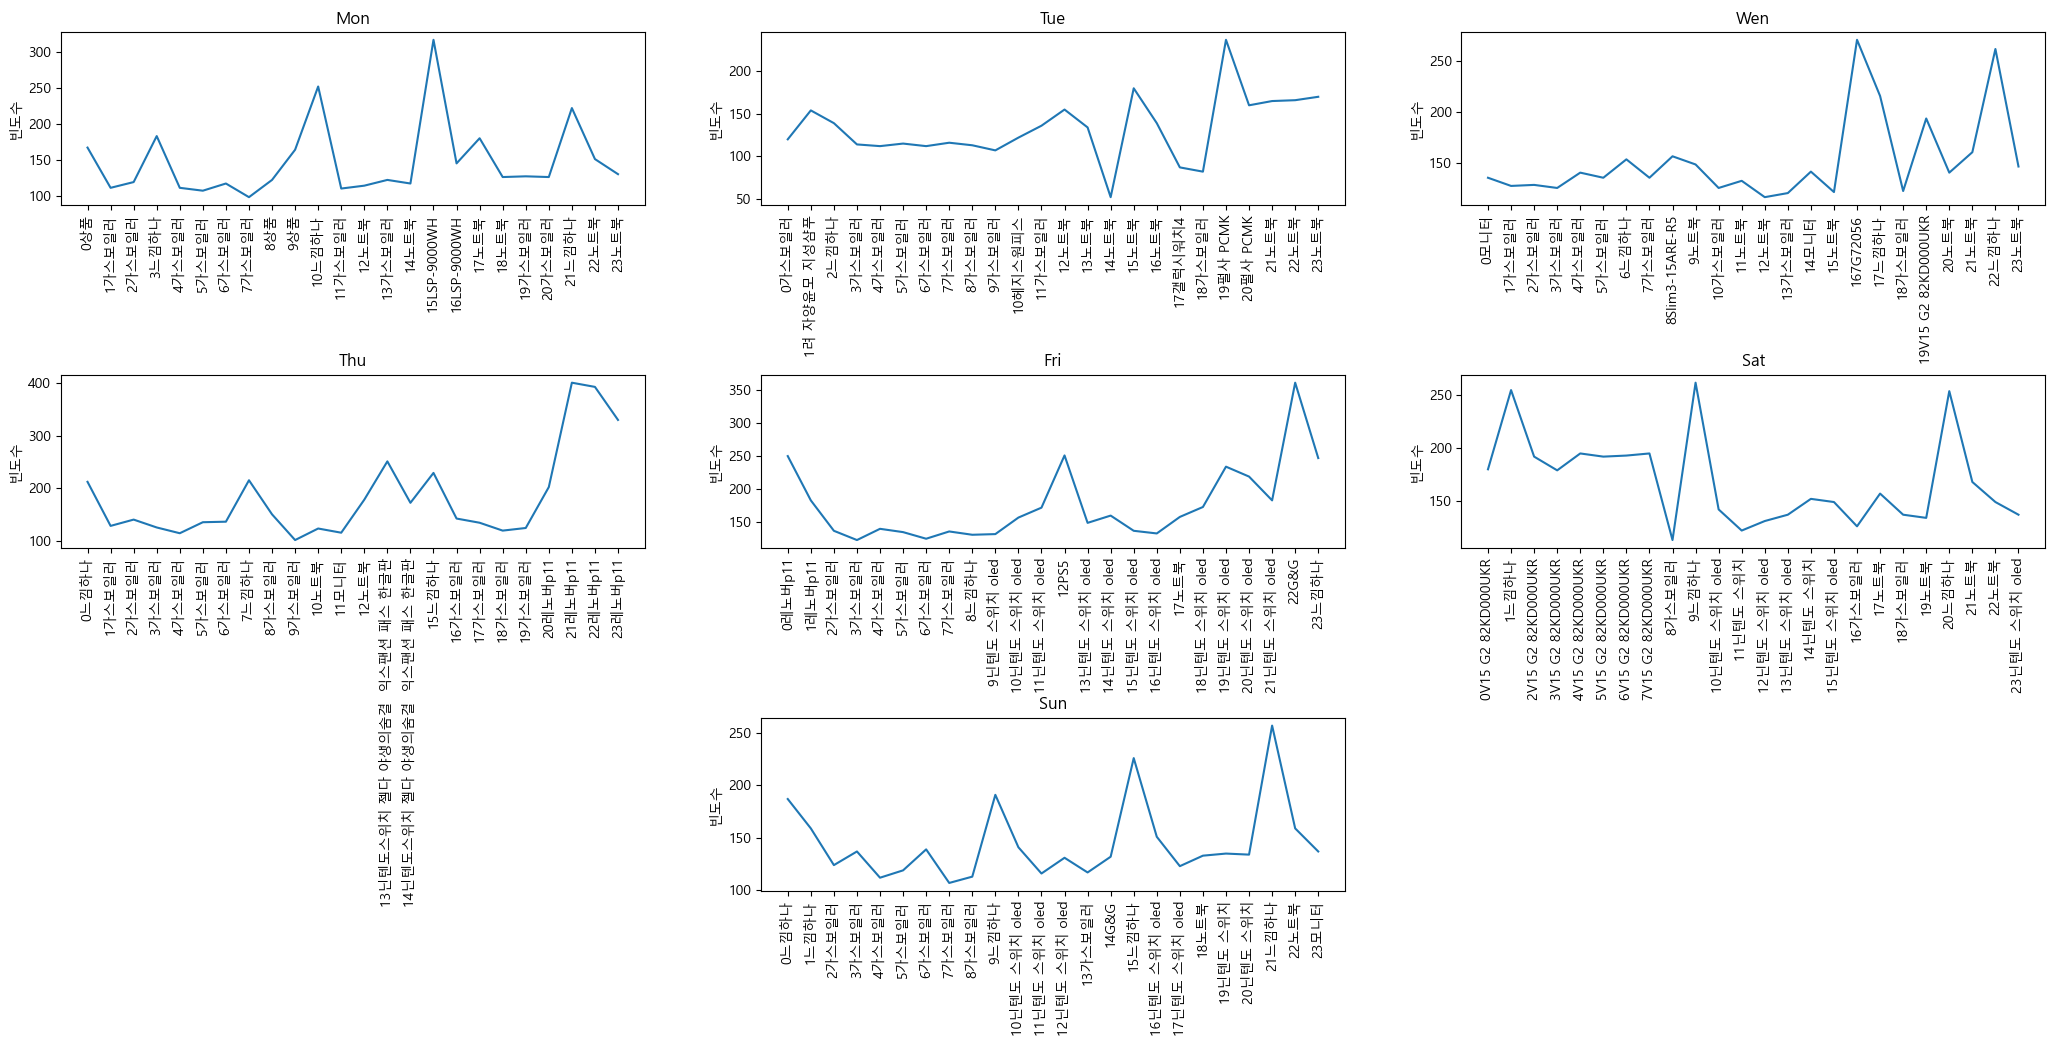 Mon
빈도수
300
250
200
150
100
0상품
1가스보일러
2가스보일러
3느낌하나
4가스보일러
5가스보일러
6가스보일러
7가스보일러
8상품
9상품
10느낌하나
11가스보일러
12노트북
13가스보일러
14노트북
15LSP-9000WH
16LSP-9000WH
17노트북
18노트북
19가스보일러
20가스보일러
21느낌하나
22노트북
23노트북
Tue
빈도수
200
150
100
50
0가스보일러
1려 자양윤모 지성샴푸
2느낌하나
3가스보일러
4가스보일러
5가스보일러
6가스보일러
7가스보일러
8가스보일러
9가스보일러
10헤지스원피스
11가스보일러
12노트북
13노트북
14노트북
15노트북
16노트북
17갤럭시워치4
18가스보일러
19필사 PCMK
20필사 PCMK
21노트북
22노트북
23노트북
Wen
빈도수
250
200
150
0모니터
1가스보일러
2가스보일러
3가스보일러
4가스보일러
5가스보일러
6느낌하나
7가스보일러
8Slim3-15ARE-R5
9노트북
10가스보일러
11노트북
12노트북
13가스보일러
14모니터
15노트북
167G72056
17느낌하나
18가스보일러
19V15 G2 82KD000UKR
20노트북
21노트북
22느낌하나
23노트북
Thu
빈도수
400
300
200
100
0느낌하나
1가스보일러
2가스보일러
3가스보일러
4가스보일러
5가스보일러
6가스보일러
7느낌하나
8가스보일러
9가스보일러
10노트북
11모니터
12노트북
13닌텐도스위치 젤다 야생의숨결 익스팬션 패스 한글판
14닌텐도스위치 젤다 야생의숨결 익스팬션 패스 한글판
15느낌하나
16가스보일러
17가스보일러
18가스보일러
19가스보일러
20레노버p11
21레노버p11
22레노버p11
23레노버p11
Fri
빈도수
350
300
250
200
150
0레노버p11
1레노버p11
2가스보일러
3가스보일러
4가스보일러
5가스보일러
6가스보일러
7가스보일러
8느낌하나
9닌텐도 스위치 oled
10닌텐도 스위치 oled
11닌텐도 스위치 oled
12PS5
13닌텐도 스위치 oled
14닌텐도 스위치 oled
15닌텐도 스위치 oled
16닌텐도 스위치 oled
17노트북
18닌텐도 스위치 oled
19닌텐도 스위치 oled
20닌텐도 스위치 oled
21닌텐도 스위치 oled
22G&G
23느낌하나
Sat
빈도수
250
200
150
0V15 G2 82KD000UKR
1느낌하나
2V15 G2 82KD000UKR
3V15 G2 82KD000UKR
4V15 G2 82KD000UKR
5V15 G2 82KD000UKR
6V15 G2 82KD000UKR
7V15 G2 82KD000UKR
8가스보일러
9느낌하나
10닌텐도 스위치 oled
11닌텐도 스위치
12닌텐도 스위치 oled
13닌텐도 스위치 oled
14닌텐도 스위치
15닌텐도 스위치 oled
16가스보일러
17노트북
18가스보일러
19노트북
20느낌하나
21노트북
22노트북
23닌텐도 스위치 oled
Sun
빈도수
250
200
150
100
0느낌하나
1느낌하나
2가스보일러
3가스보일러
4가스보일러
5가스보일러
6가스보일러
7가스보일러
8가스보일러
9느낌하나
10닌텐도 스위치 oled
11닌텐도 스위치 oled
12닌텐도 스위치 oled
13가스보일러
14G&G
15느낌하나
16닌텐도 스위치 oled
17닌텐도 스위치 oled
18노트북
19닌텐도 스위치
20닌텐도 스위치
21느낌하나
22노트북
23모니터